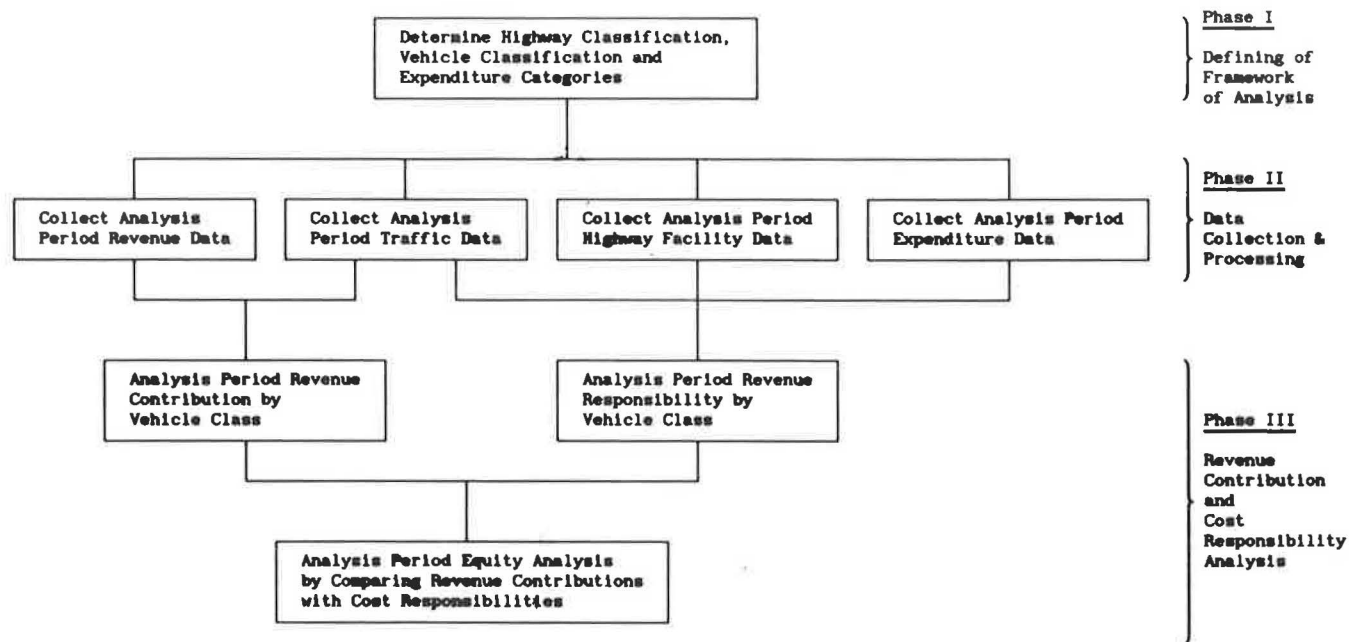 Determine Highway Classification,
Vehicle Classification and
Expenditure Categories
Phase I
Defining of
Framework
of Analysis
Collect Analysis
Period Revenue Data
Collect Analysis
Period Traffic Data
Collect Analysis Period
Highway Facility Data
Collect Analysis Period
Expenditure Data
Phase II
Data
Collection &
Processing
Analysis Period Revenue
Contribution by
Vehicle Class
Analysis Period Revenue
Responsibility by
Vehicle Class
Analysis Period Equity Analysis
by Comparing Revenue Contributions
with Cost Responsibilities
Phase III
Revenue
Contribution
and
Cost
Responsibility
Analysis